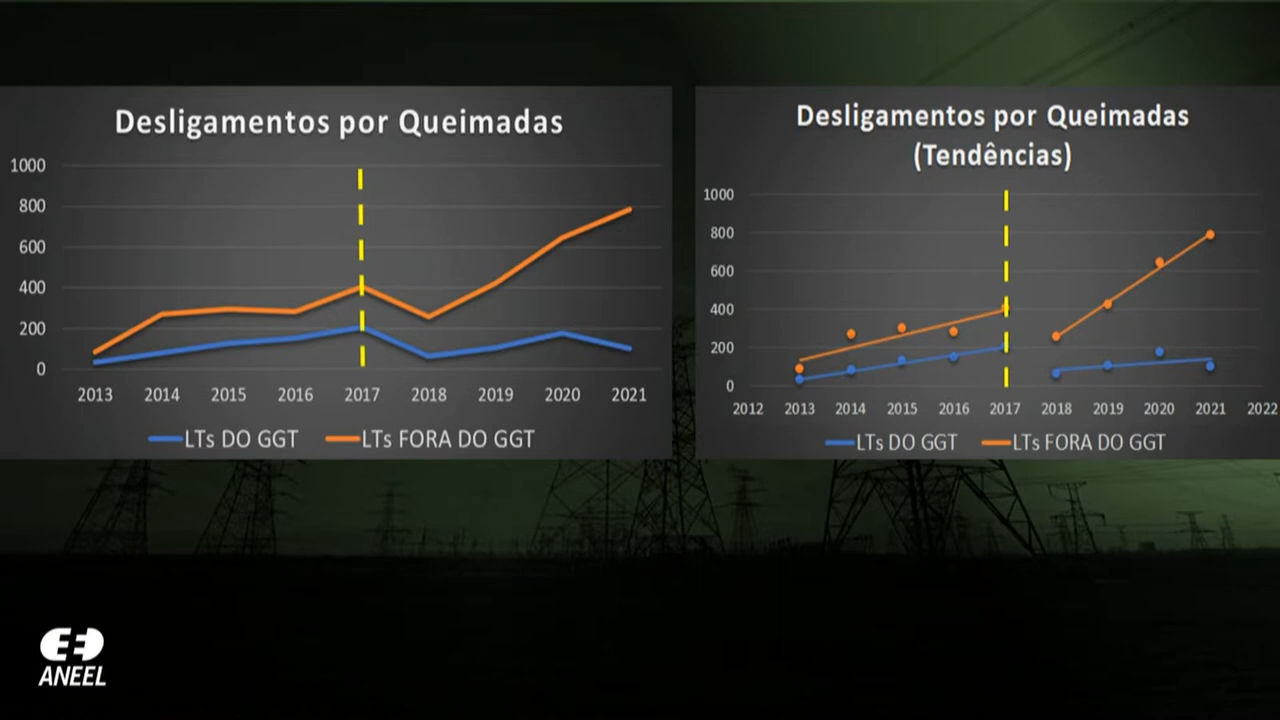 Desligamentos por Queimadas
1000
800
600
400
200
0
2013 2014 2015 2016 2017 2018 2019 2020 2021
LTs DO GGT LTs FORA DO GGT
Desligamentos por Queimadas
(Tendências)
1000
800
600
400
200
0
2012 2013 2014 2015 2016 2017 2018 2019 2020 2021 2022
LTs DO GGT LTs FORA DO GGT
ANEEL